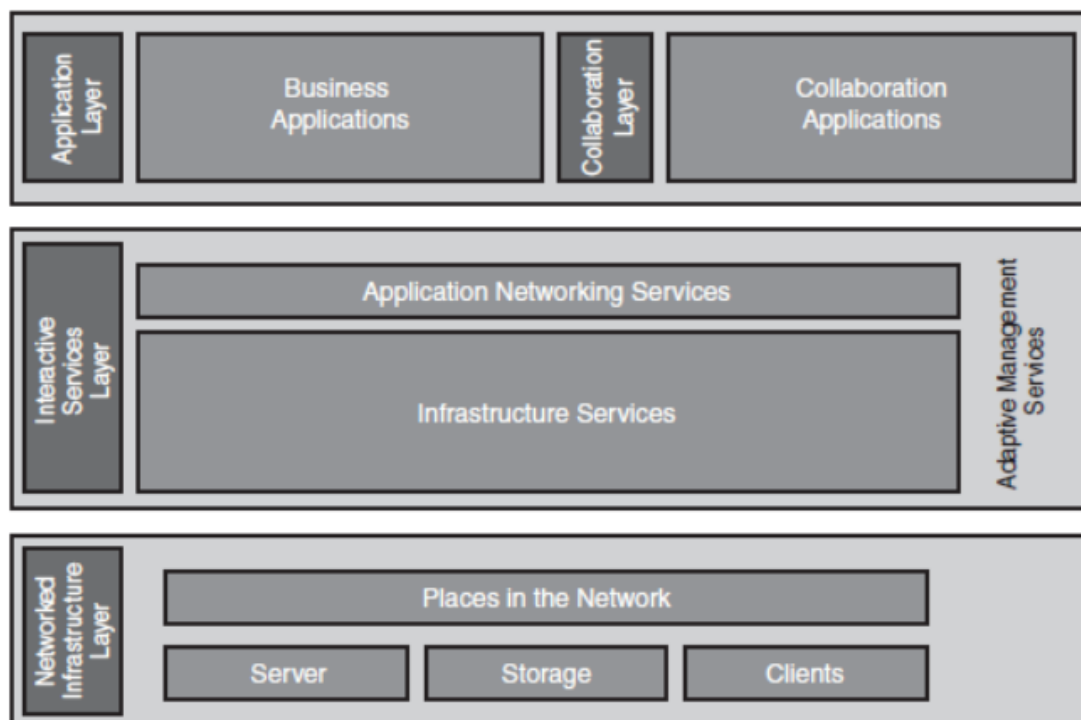 Application
Layer
Business
Applications
Collaboration
Layer
Collaboration
Applications
Interactive
Services
Layer
Application Networking Services
Infrastructure Services
Adaptive Management
Services
Networked
Infrastructure
Layer
Places in the Network
Server
Storage
Clients